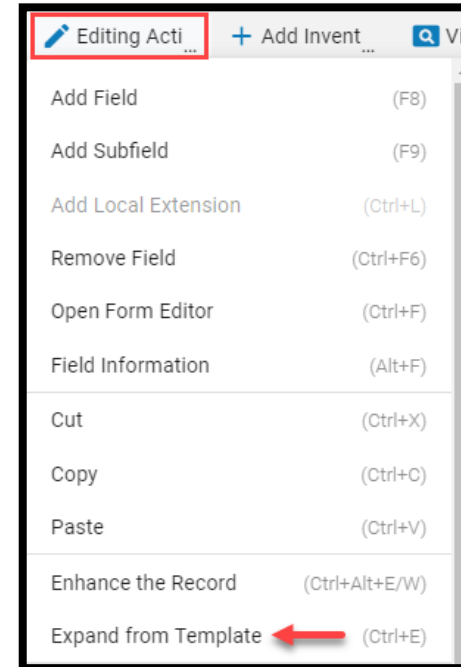 Editing Acti... + Add Invent... Vi
Add Field (F8)
Add Subfield (F9)
Add Local Extension (Ctrl+L)
Remove Field (Ctrl+F6)
Open Form Editor (Ctrl+F)
Field Information (Alt+F)
Cut (Ctrl+X)
Copy (Ctrl+C)
Paste (Ctrl+V)
Enhance the Record (Ctrl+Alt+E/W)
Expand from Template (Ctrl+E)